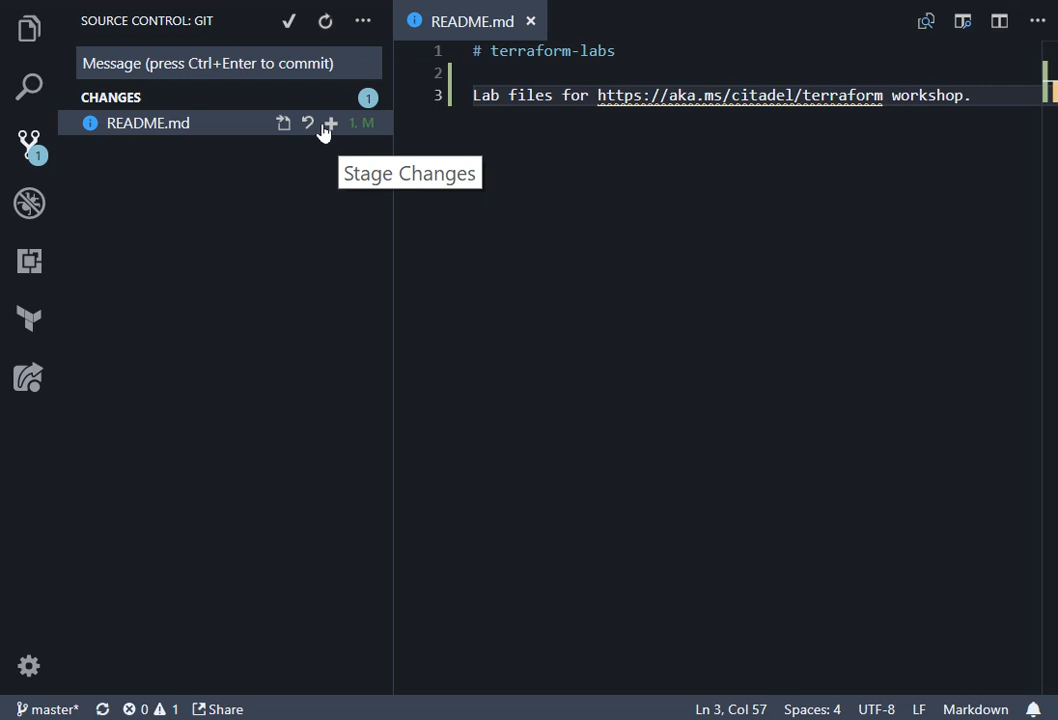 SOURCE CONTROL: GIT
README.md
Message (press Ctrl+Enter to commit)
CHANGES 1
README.md 1, M
1
Stage Changes
1 # terraform-labs
2
3 Lab files for https://aka.ms/citadel/terraform workshop.
master* 0 1 Share Ln 3, Col 57 Spaces: 4 UTF-8 LF Markdown